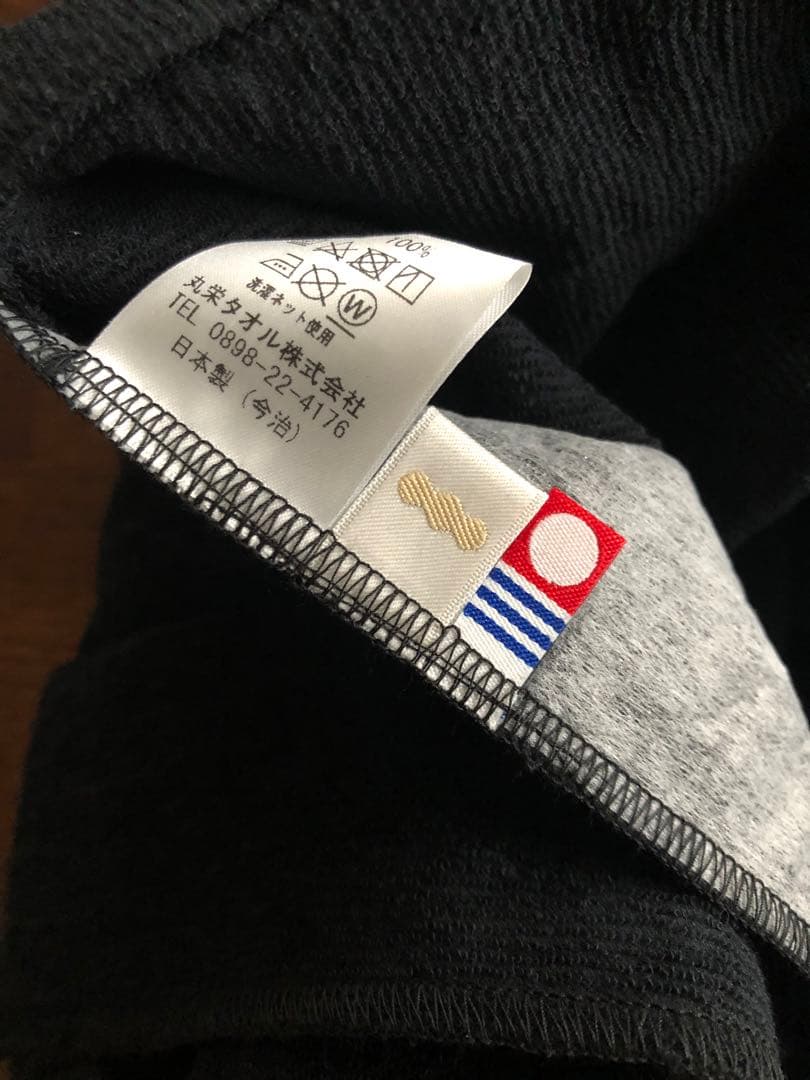 100%
W
洗濯ネット使用
丸栄タオル株式会社
TEL 0898-22-4176
日本製（今治）